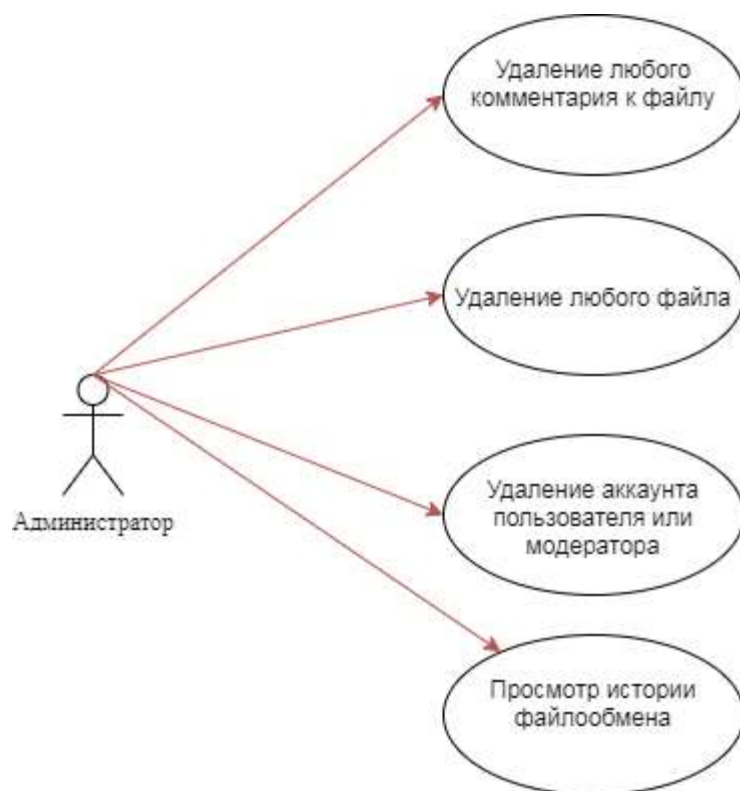 Удаление любого
комментария к файлу
Удаление любого файла
Администратор
Удаление аккаунта
пользователя или
модератора
Просмотр истории
файлообмена